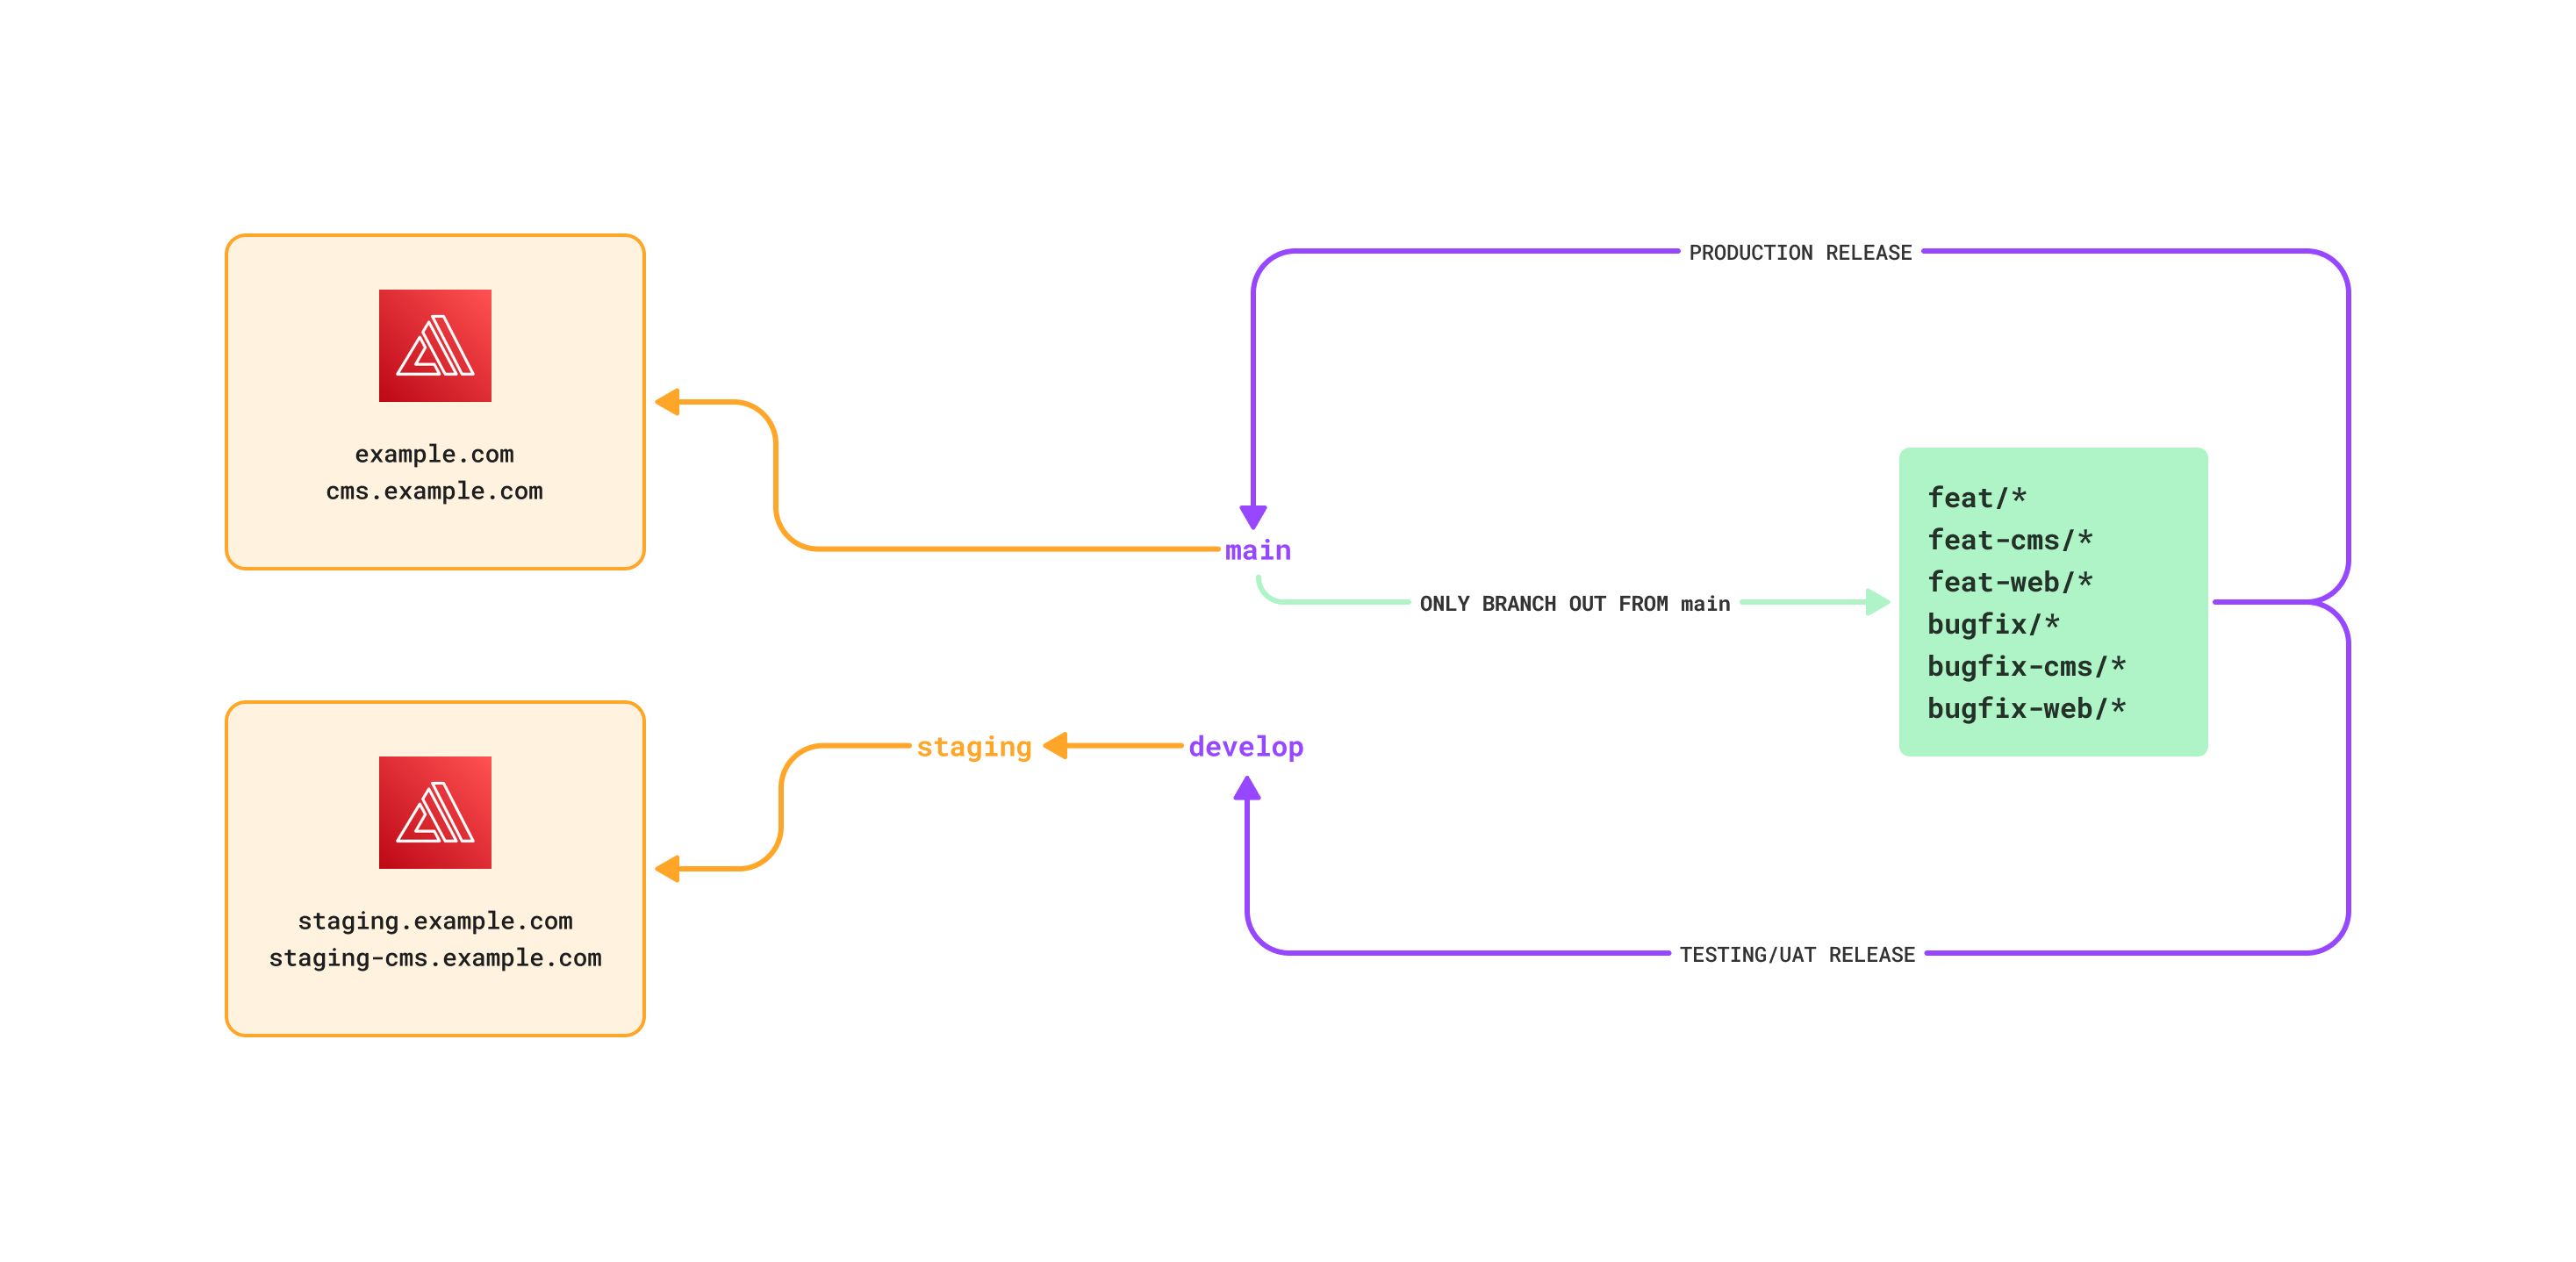 example.com
cms.example.com
PRODUCTION RELEASE
main
ONLY BRANCH OUT FROM main
feat/*
feat-cms/*
feat-web/*
bugfix/*
bugfix-cms/*
bugfix-web/*
staging
develop
staging.example.com
staging-cms.example.com
TESTING/UAT RELEASE